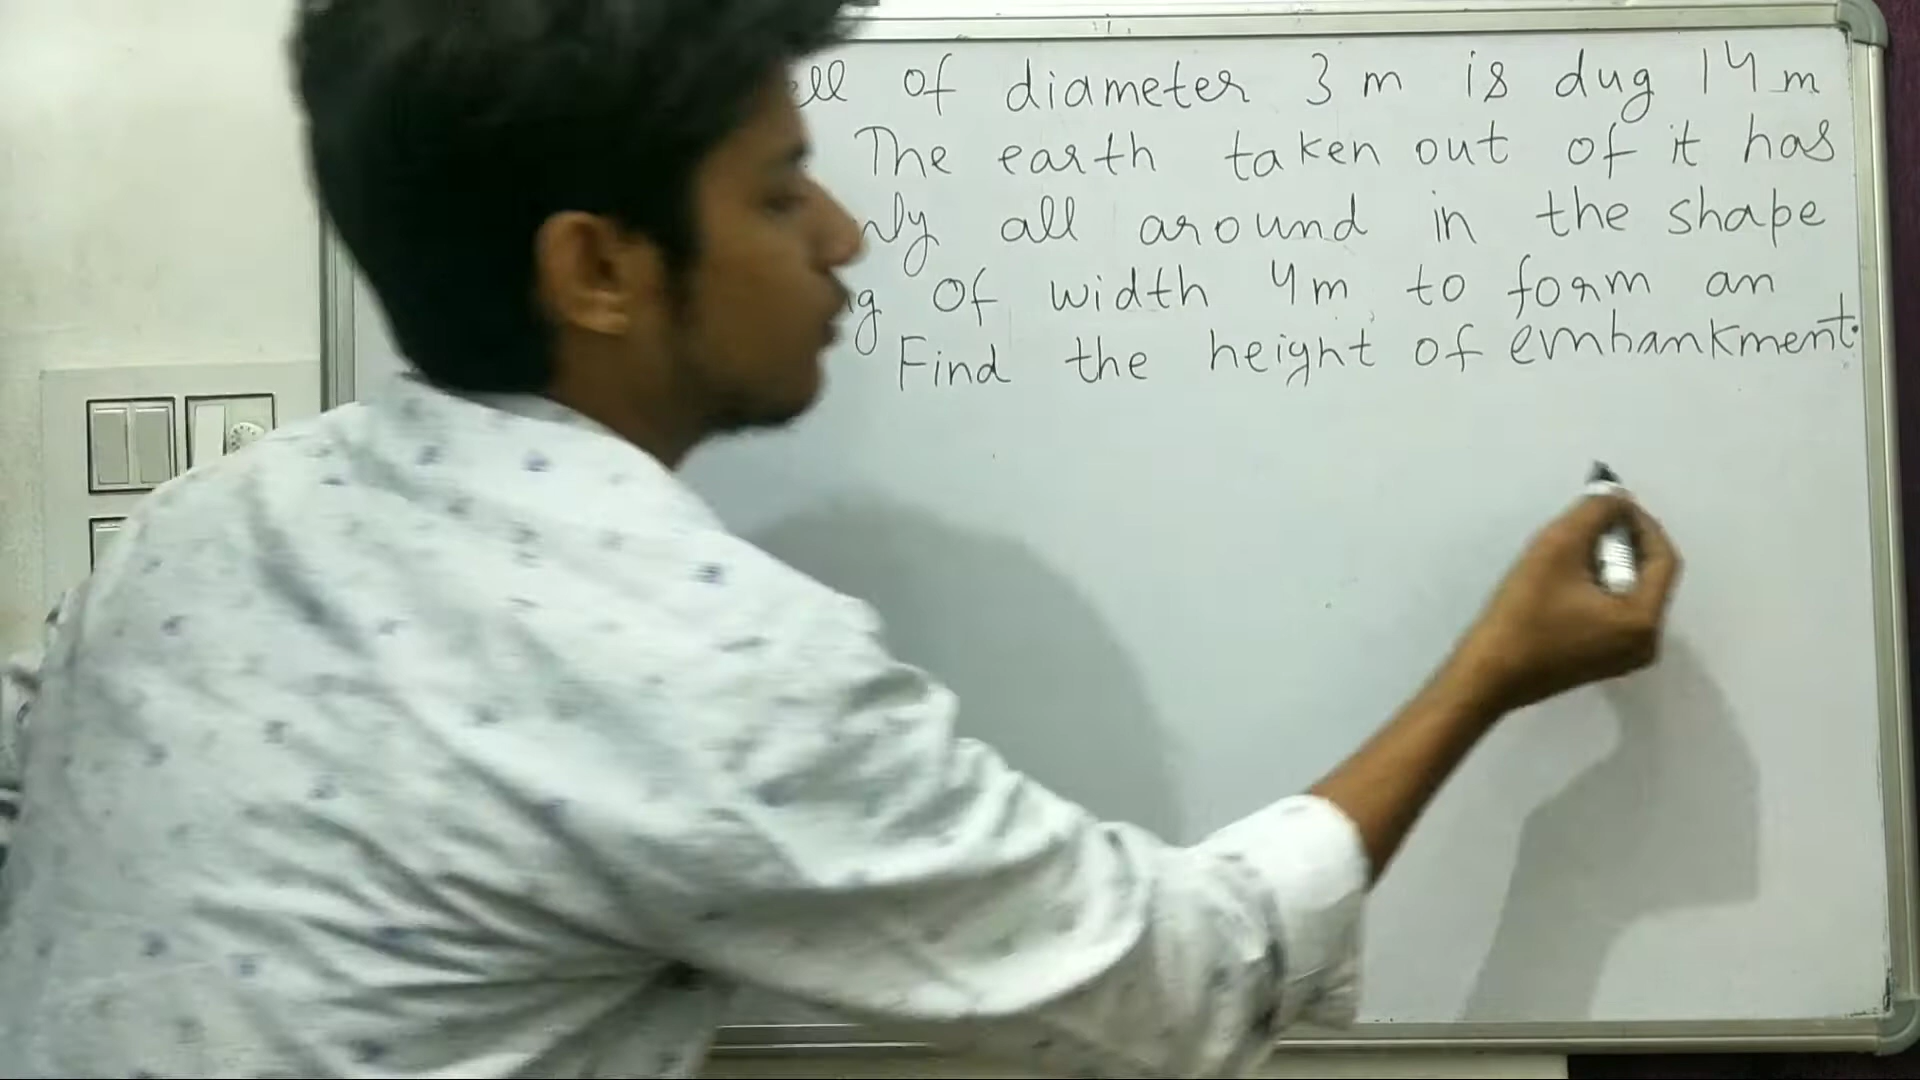 of diameter 3 m is dug 14 m
The earth taken out of it has
all around in the shape
of width 4m to form an
Find the height of embankment.